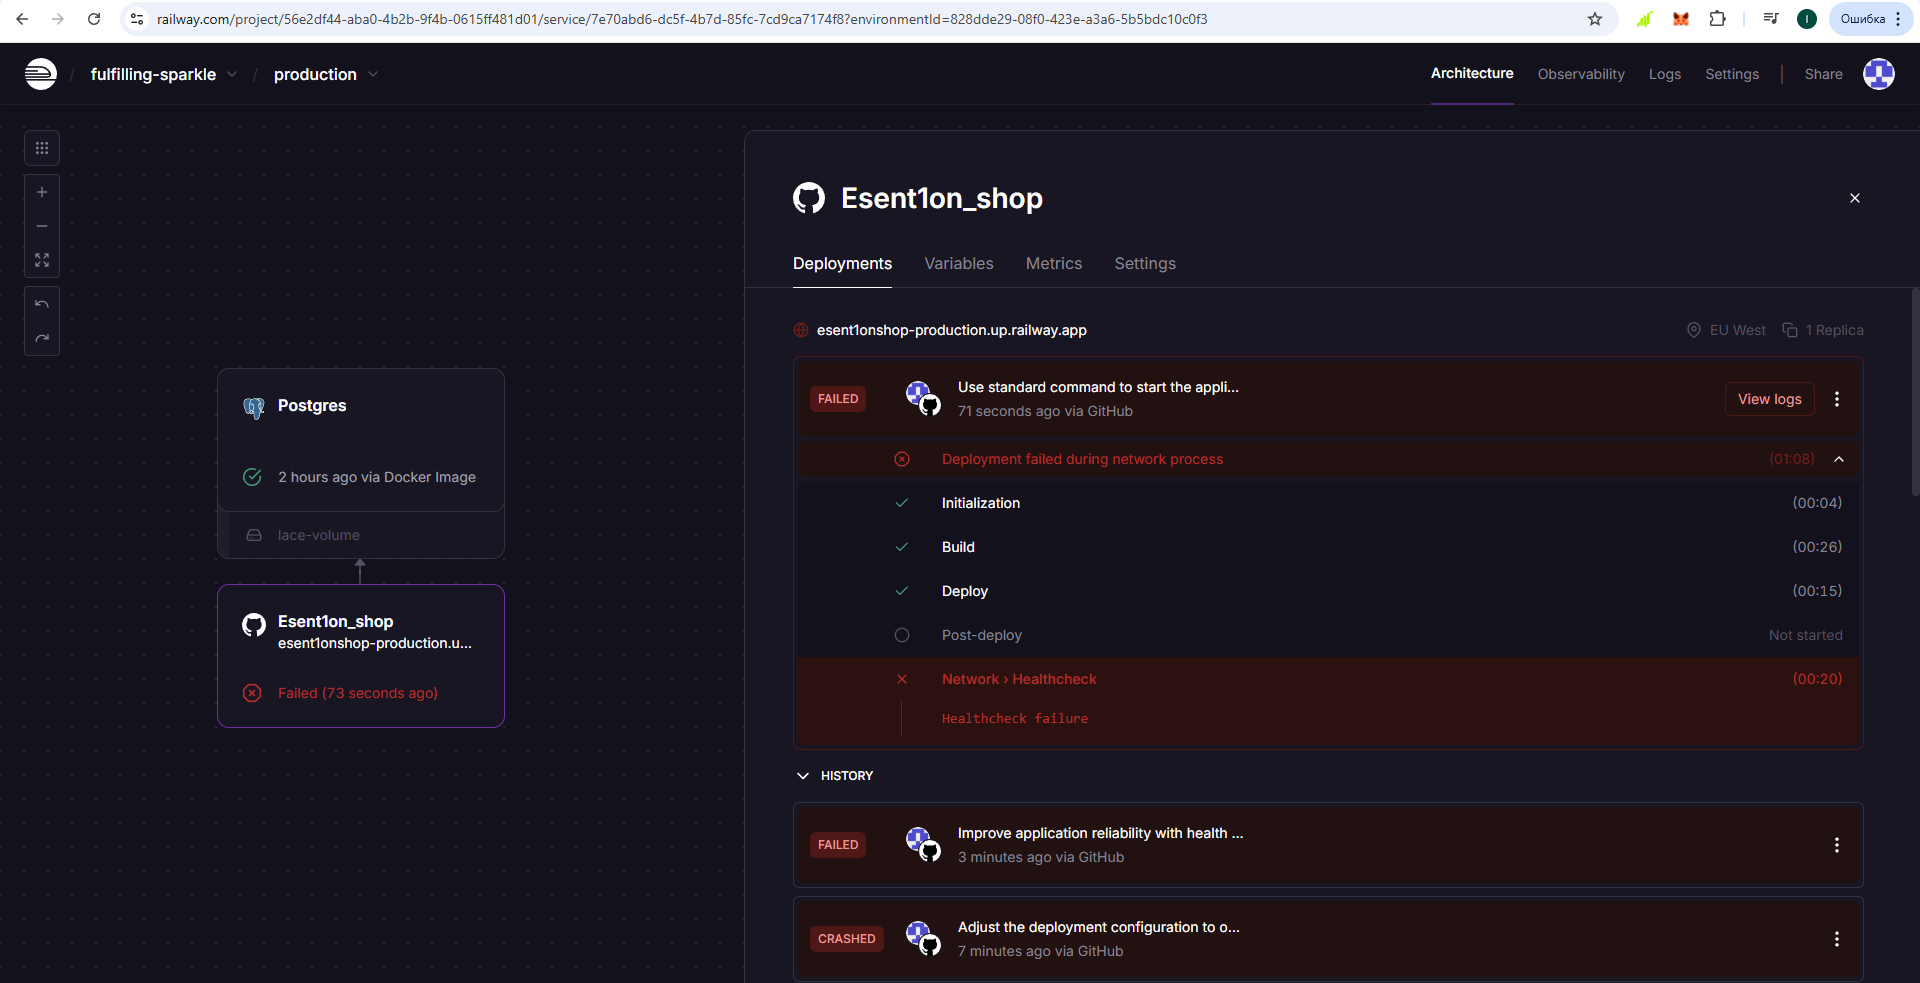 railway.com/project/56e2df44-aba0-4b2b-9f4b-0615ff481d01/service/7e70abd6-dc5f-4b7d-85fc-7cd9ca7174f8?environmentId=828dde29-08f0-423e-a3a6-5b5bdc10c0f3
I
Ошибка
/ fulfilling-sparkle / production
Architecture Observability Logs Settings | Share
Postgres
2 hours ago via Docker Image
lace-volume
Esent1on_shop
esent1onshop-production.u...
Failed (73 seconds ago)
Esent1on_shop
Deployments Variables Metrics Settings
esent1onshop-production.up.railway.app EU West 1 Replica
FAILED
Use standard command to start the appli...
71 seconds ago via GitHub
View logs
Deployment failed during network process (01:08)
Initialization (00:04)
Build (00:26)
Deploy (00:15)
Post-deploy Not started
Network › Healthcheck (00:20)
Healthcheck failure
HISTORY
FAILED
Improve application reliability with health ...
3 minutes ago via GitHub
CRASHED
Adjust the deployment configuration to o...
7 minutes ago via GitHub